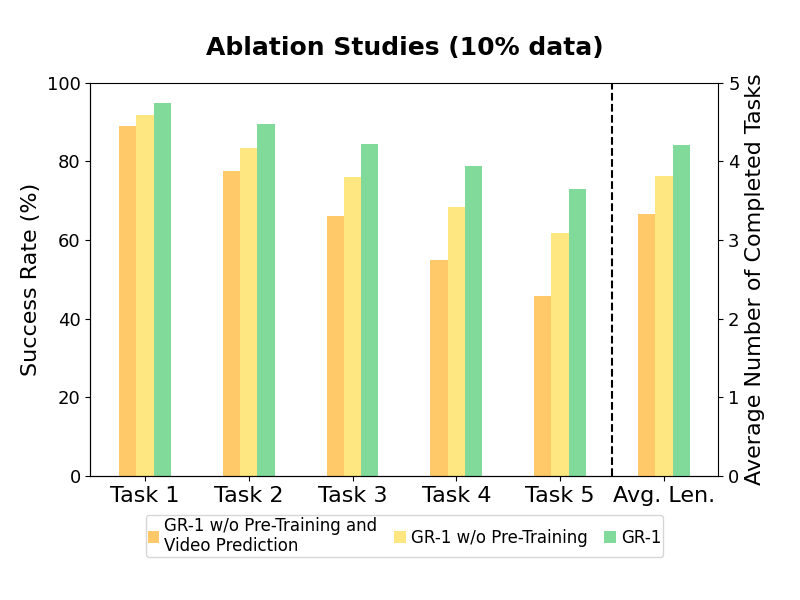 Ablation Studies (10% data)
100
80
60
40
20
0
Success Rate (%)
5
4
3
2
1
0
Average Number of Completed Tasks
Task 1 Task 2 Task 3 Task 4 Task 5 Avg. Len.
GR-1 w/o Pre-Training and
Video Prediction
GR-1 w/o Pre-Training
GR-1